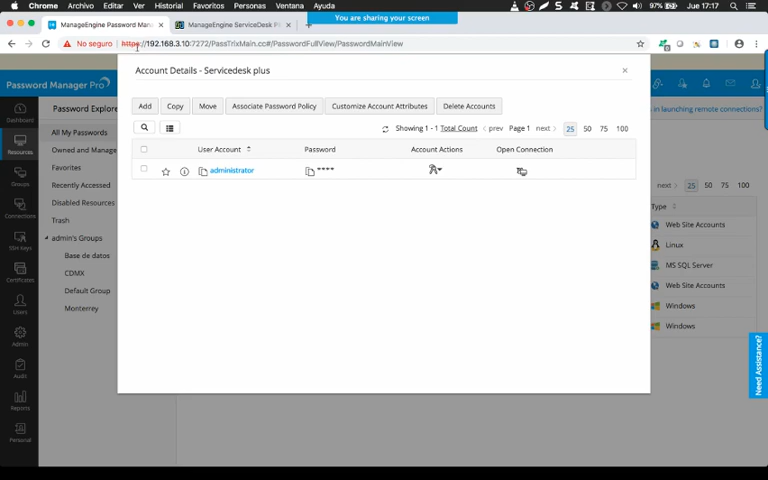 Chrome Archivo Editar Ver Historial Favoritos Personas Ventana Ayuda 97% Jue 17:17
You are sharing your screen
ManageEngine Password Man
ManageEngine ServiceDesk Pl
No seguro https://192.168.3.10:7272/PassTrixMain.cc#/PasswordFullView/PasswordMainView
Password Manager Pro
Account Details - Servicedesk plus
in launching remote connections?
Password Explore
Add Copy Move Associate Password Policy Customize Account Attributes Delete Accounts
Showing 1 - 1 Total Count prev Page 1 next 25 50 75 100
User Account Password Account Actions Open Connection
administrator ****
Dashboard
Resources
Groups
Connections
SSH Keys
Certificates
Users
Admin
Audit
Reports
Personal
All My Passwords
Owned and Manage
Favorites
Recently Accessed
Disabled Resources
Trash
admin's Groups
Base de datos
CDMX
Default Group
Monterrey
next 25 50 75 100
Type
Web Site Accounts
Linux
MS SQL Server
Web Site Accounts
Windows
Windows
Need Assistance?